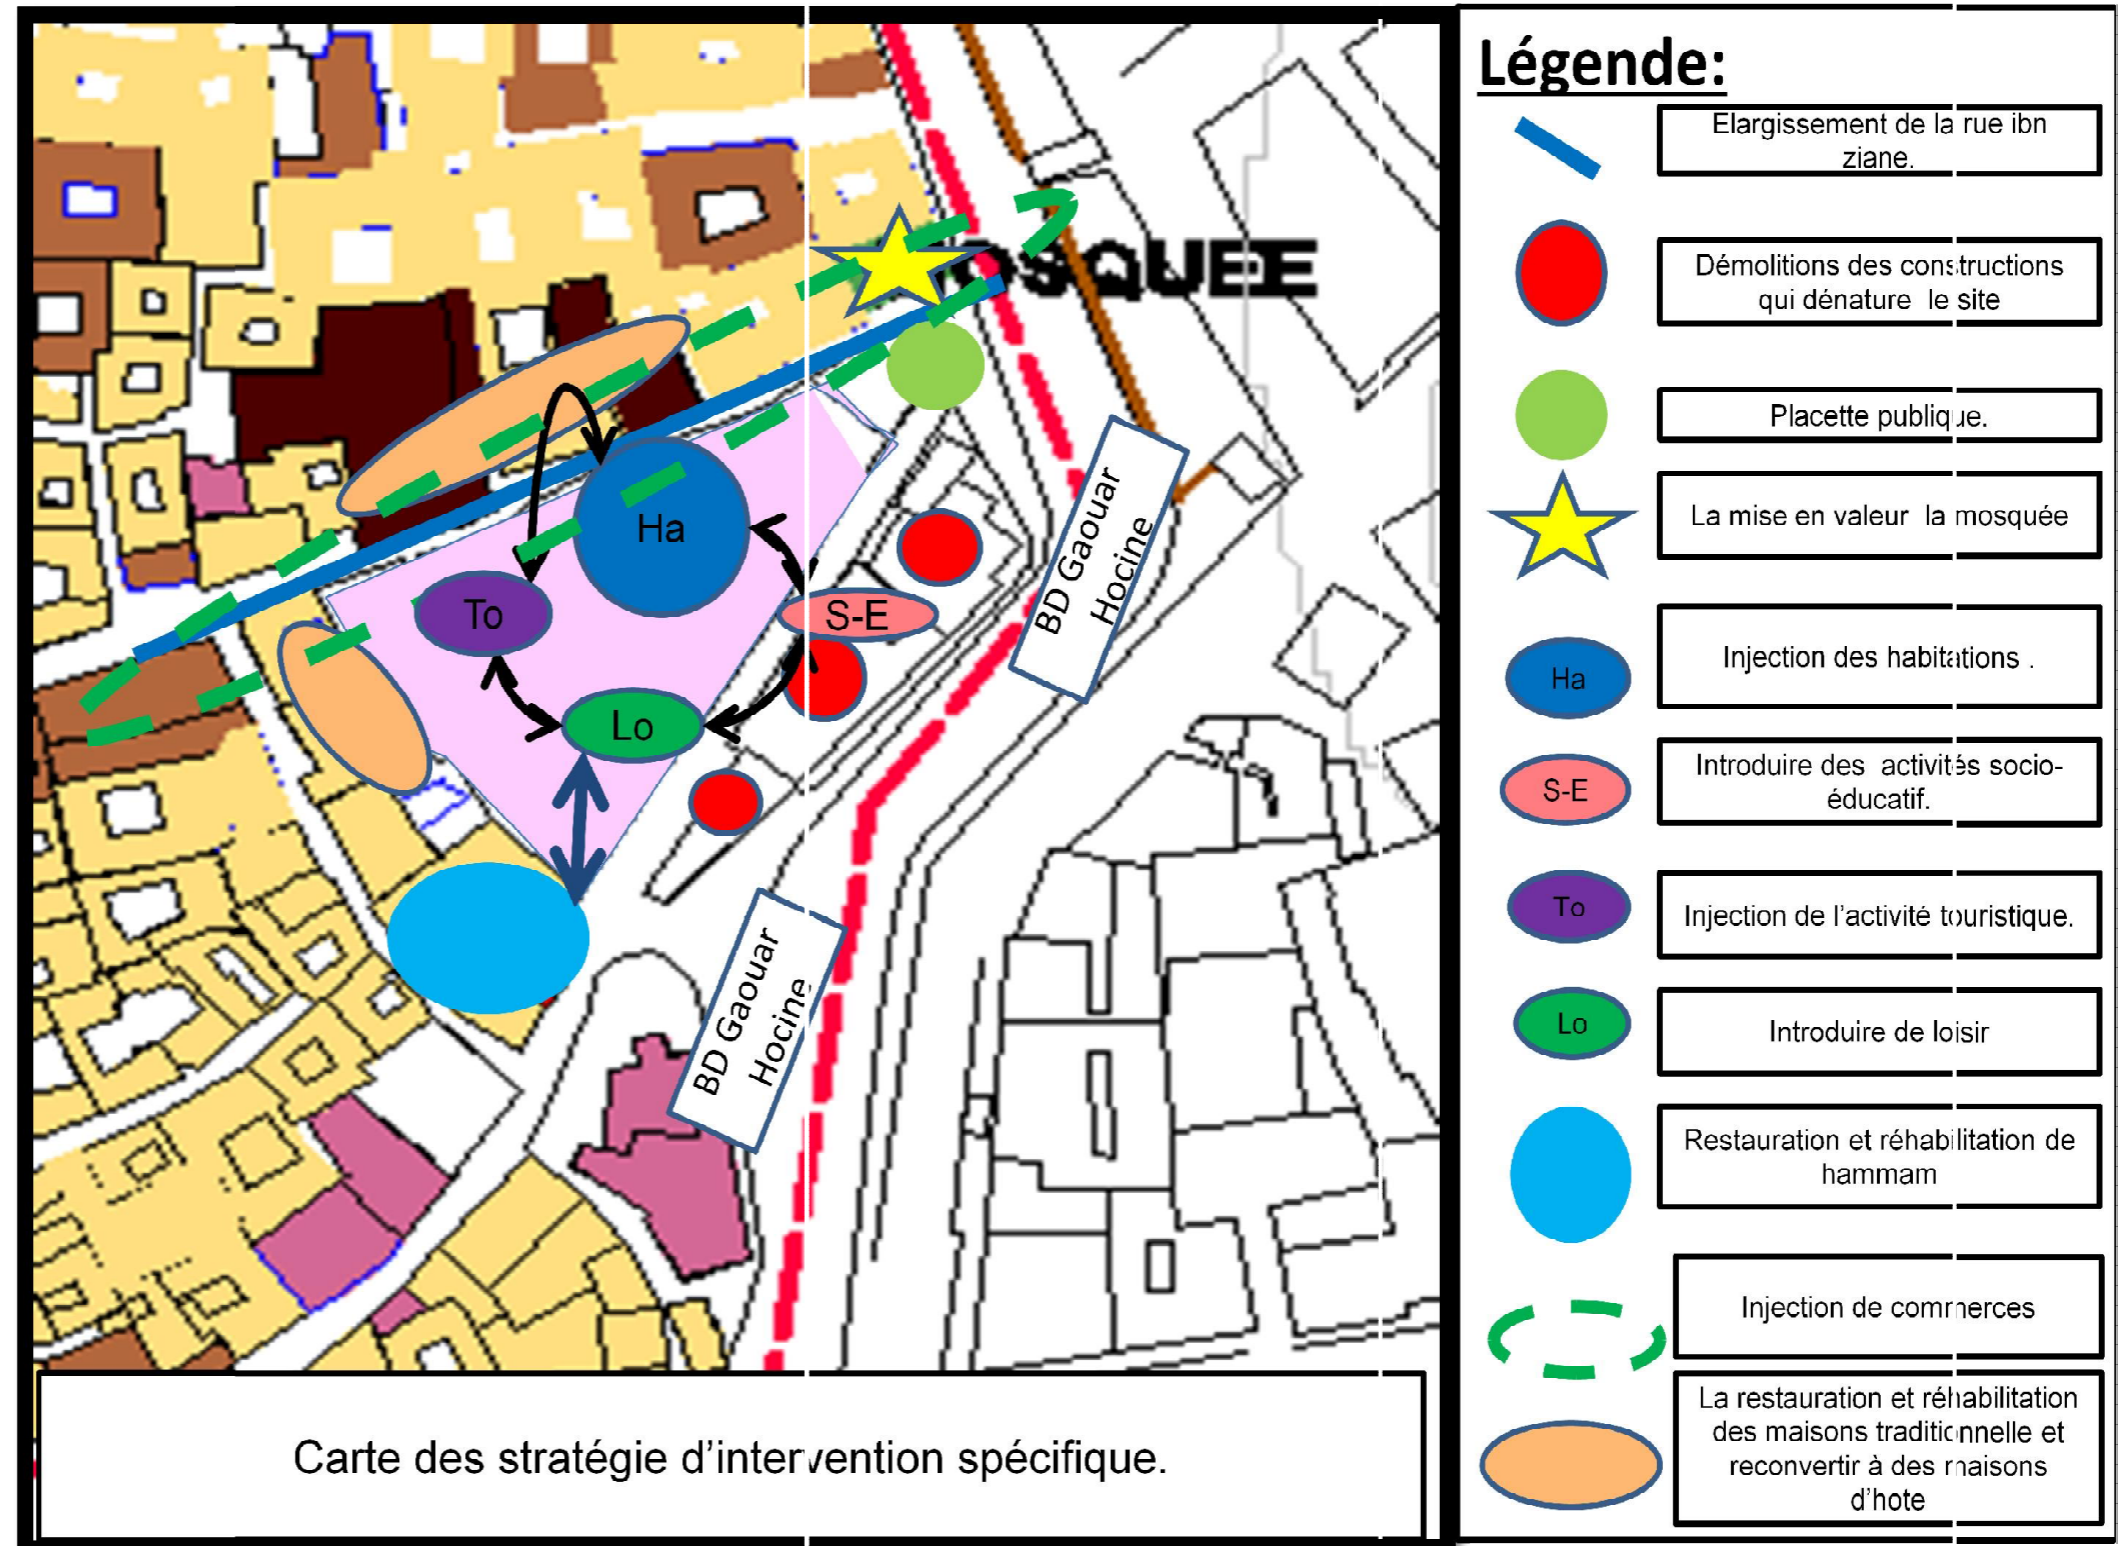 MOSQUEE
Ha
To
S-E
Lo
BD Gaouar
Hocine
BD Gaouar
Hocine
Carte des stratégie d’intervention spécifique.
Légende:
Elargissement de la rue ibn
ziane.
Démolitions des constructions
qui dénature le site
Placette publique.
La mise en valeur la mosquée
Ha
Injection des habitations .
S-E
Introduire des activités socio-
éducatif.
To
Injection de l’activité touristique.
Lo
Introduire de loisir
Restauration et réhabilitation de
hammam
Injection de commerces
La restauration et réhabilitation
des maisons traditionnelle et
reconvertir à des maisons
d’hote